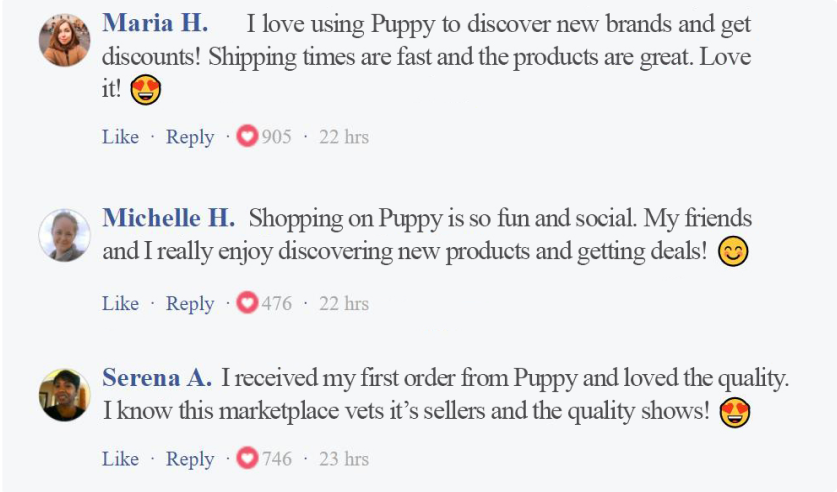 Maria H. I love using Puppy to discover new brands and get
discounts! Shipping times are fast and the products are great. Love
it! 😍
Like · Reply · 905 · 22 hrs
Michelle H. Shopping on Puppy is so fun and social. My friends
and I really enjoy discovering new products and getting deals! 😊
Like · Reply · 476 · 22 hrs
Serena A. I received my first order from Puppy and loved the quality.
I know this marketplace vets it’s sellers and the quality shows! 😍
Like · Reply · 746 · 23 hrs